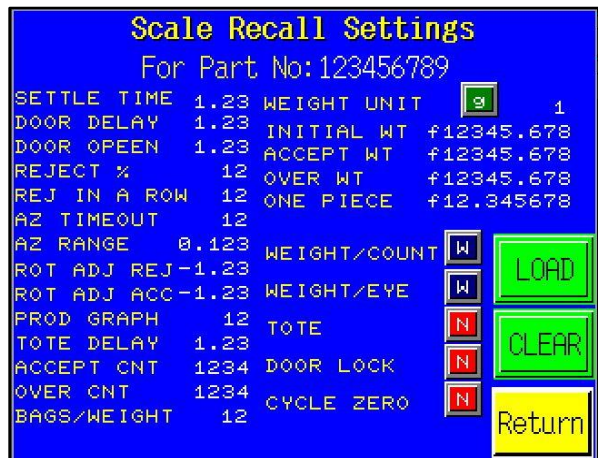 Scale Recall Settings
For Part No:123456789
SETTLE TIME 1.23
DOOR DELAY 1.23
DOOR OPEEN 1.23
REJECT % 12
REJ IN A ROW 12
AZ TIMEOUT 12
AZ RANGE 0.123
ROT ADJ REJ-1.23
ROT ADJ ACC-1.23
PROD GRAPH 12
TOTE DELAY 1.23
ACCEPT CNT 1234
OVER CNT 1234
BAGS/WEIGHT 12
WEIGHT UNIT g 1
INITIAL WT f12345.678
ACCEPT WT f12345.678
OVER WT f12345.678
ONE PIECE f12.345678
WEIGHT/COUNT W
WEIGHT/EYE W
TOTE N
DOOR LOCK N
CYCLE ZERO N
LOAD
CLEAR
Return